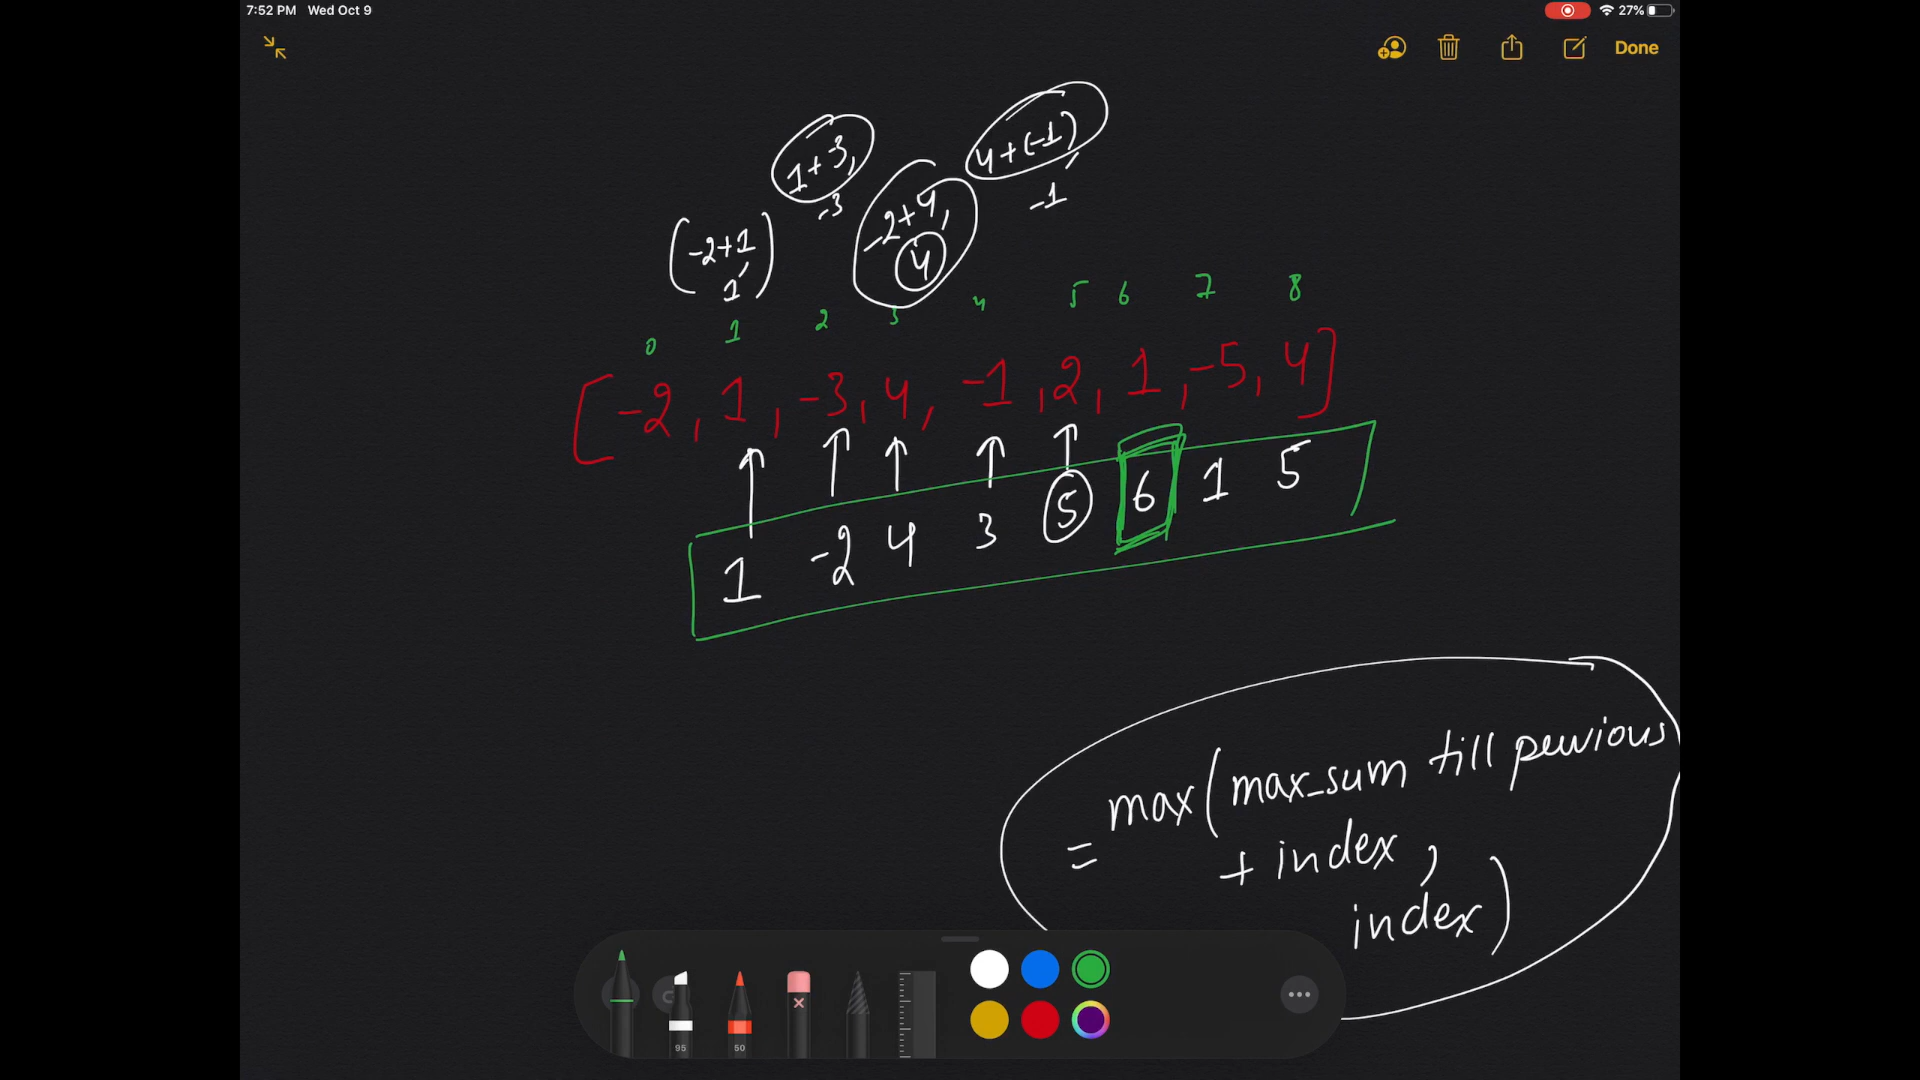 7:52 PM Wed Oct 9
27%
Done
1+-3,
-3
4+(-1),
-1
(-2+1,
1)
-2+4,
4
0 1 2 3 4 5 6 7 8
[-2, 1, -3, 4, -1, 2, 1, -5, 4]
1 -2 4 3 5 6 1 5
= max(max_sum till pewious
+ index,
index)
95
50